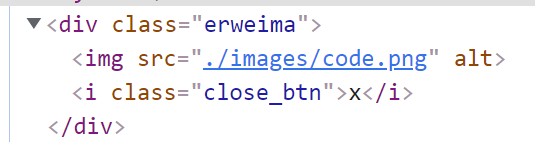 <div class="erweima">
<img src="./images/code.png" alt>
<i class="close_btn">x</i>
</div>